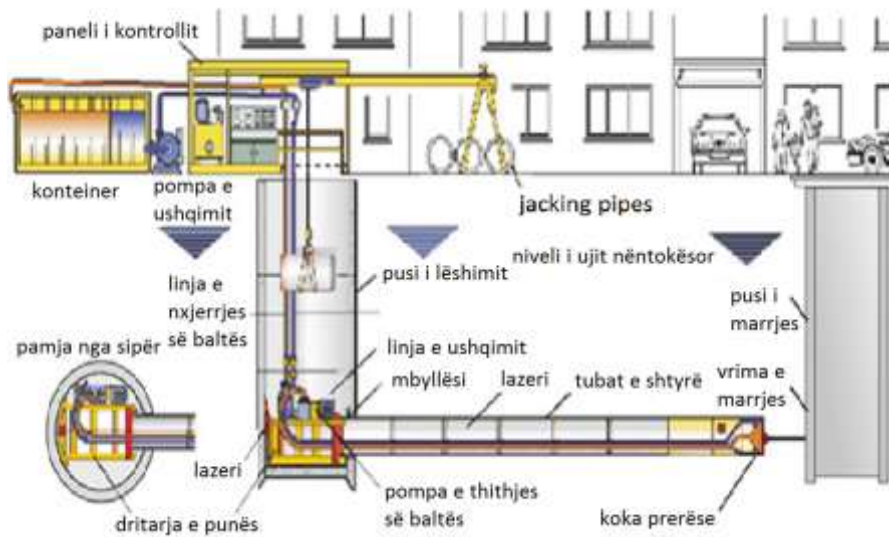 paneli i kontrollit
konteiner
pompa e
ushqimit
jacking pipes
linja e
nxjerrjes
së baltës
pusi i lëshimit
niveli i ujit nëntokësor
pusi i
marrjes
pamja nga sipër
linja e ushqimit
mbyllësi
lazeri
tubat e shtyrë
vrima e
marrjes
lazeri
dritarja e punës
pompa e thithjes
së baltës
koka prerëse